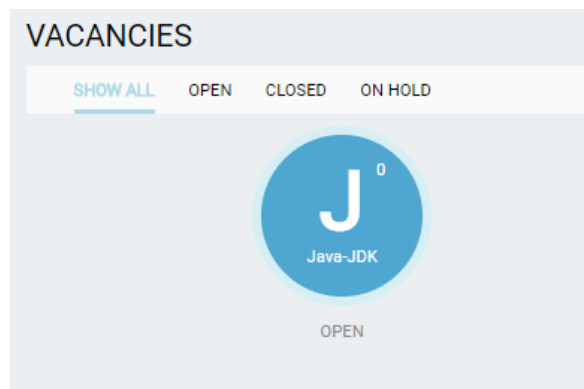 VACANCIES
SHOW ALL OPEN CLOSED ON HOLD
J 0
Java-JDK
OPEN